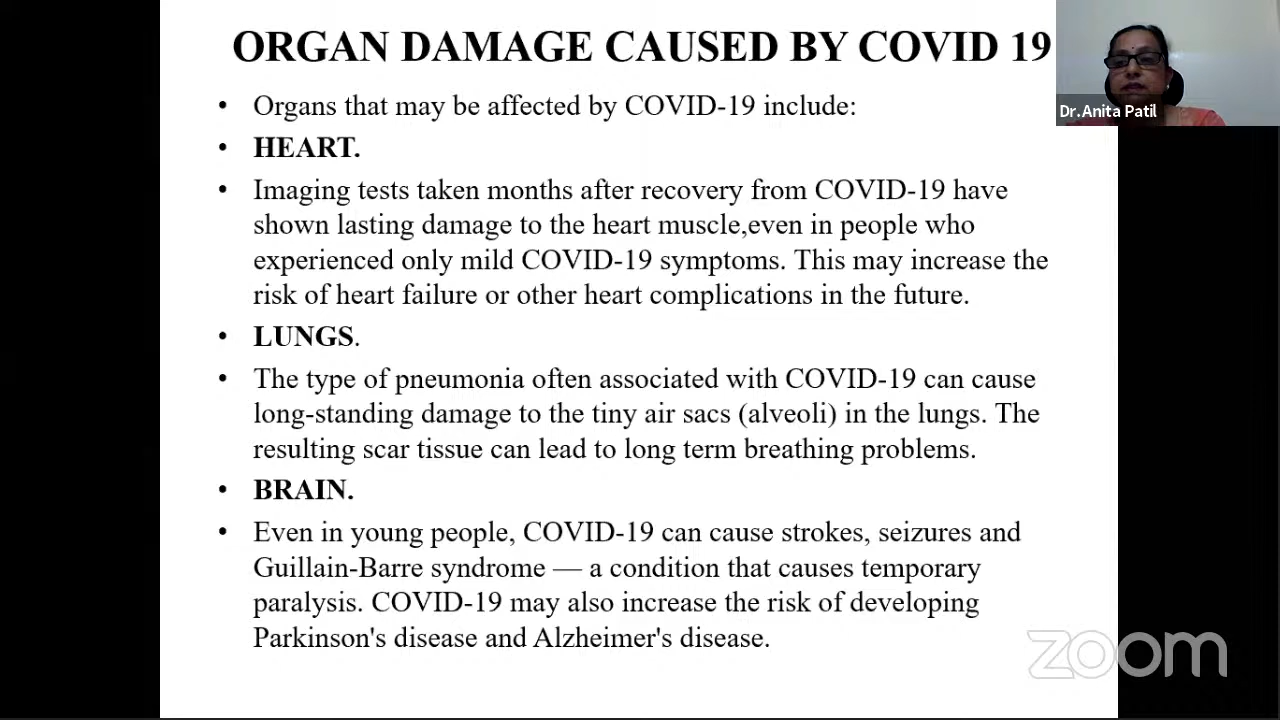 ORGAN DAMAGE CAUSED BY COVID 19
Dr.Anita Patil
• Organs that may be affected by COVID-19 include:
• HEART.
• Imaging tests taken months after recovery from COVID-19 have
shown lasting damage to the heart muscle,even in people who
experienced only mild COVID-19 symptoms. This may increase the
risk of heart failure or other heart complications in the future.
• LUNGS.
• The type of pneumonia often associated with COVID-19 can cause
long-standing damage to the tiny air sacs (alveoli) in the lungs. The
resulting scar tissue can lead to long term breathing problems.
• BRAIN.
• Even in young people, COVID-19 can cause strokes, seizures and
Guillain-Barre syndrome — a condition that causes temporary
paralysis. COVID-19 may also increase the risk of developing
Parkinson's disease and Alzheimer's disease.
zoom